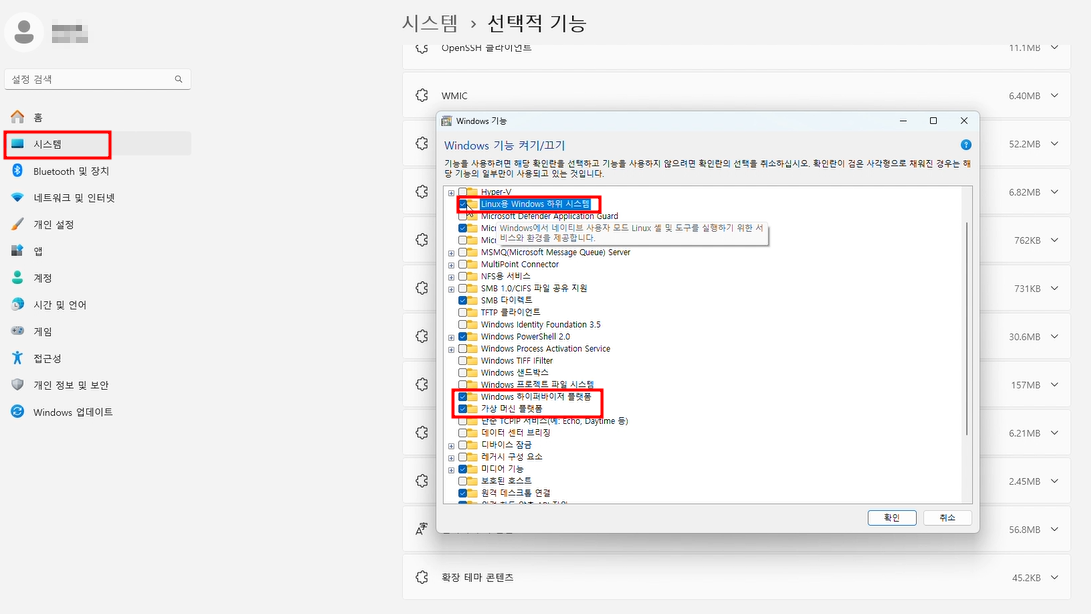 시스템 › 선택적 기능
설정 검색
홈
시스템
Bluetooth 및 장치
네트워크 및 인터넷
개인 설정
앱
계정
시간 및 언어
게임
접근성
개인 정보 및 보안
Windows 업데이트
OpenSSH 클라이언트 11.1MB
WMIC 6.40MB
52.2MB
6.82MB
762KB
731KB
30.6MB
157MB
6.21MB
2.45MB
56.8MB
확장 테마 콘텐츠 45.2KB
Windows 기능
Windows 기능 켜기/끄기
기능을 사용하려면 해당 확인란을 선택하고 기능을 사용하지 않으려면 확인란의 선택을 취소하십시오. 확인란이 검은 사각형으로 채워진 경우는 해
당 기능의 일부만이 사용되고 있는 것입니다.
Hyper-V
Linux용 Windows 하위 시스템
Microsoft Defender Application Guard
Windows에서 네이티브 사용자 모드 Linux 셸 및 도구를 실행하기 위한 서
비스와 환경을 제공합니다.
MSMQ(Microsoft Message Queue) Server
MultiPoint Connector
NFS용 서비스
SMB 1.0/CIFS 파일 공유 지원
SMB 다이렉트
TFTP 클라이언트
Windows Identity Foundation 3.5
Windows PowerShell 2.0
Windows Process Activation Service
Windows TIFF IFilter
Windows 샌드박스
Windows 프로젝트 파일 시스템
Windows 하이퍼바이저 플랫폼
가상 머신 플랫폼
단순 TCPIP 서비스(예: Echo, Daytime 등)
데이터 센터 브리징
디바이스 잠금
레거시 구성 요소
미디어 기능
보호된 호스트
원격 데스크톱 연결
확인
취소